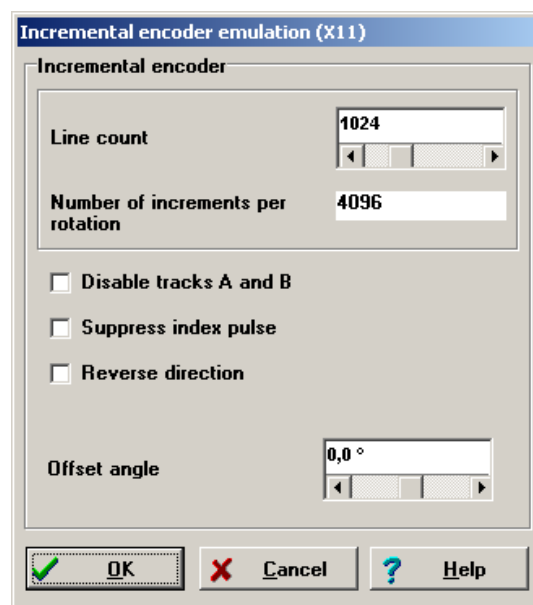 Incremental encoder emulation (X11)
Incremental encoder
Line count
1024
Number of increments per
rotation
4096
Disable tracks A and B
Suppress index pulse
Reverse direction
Offset angle
0,0 °
OK
Cancel
? Help